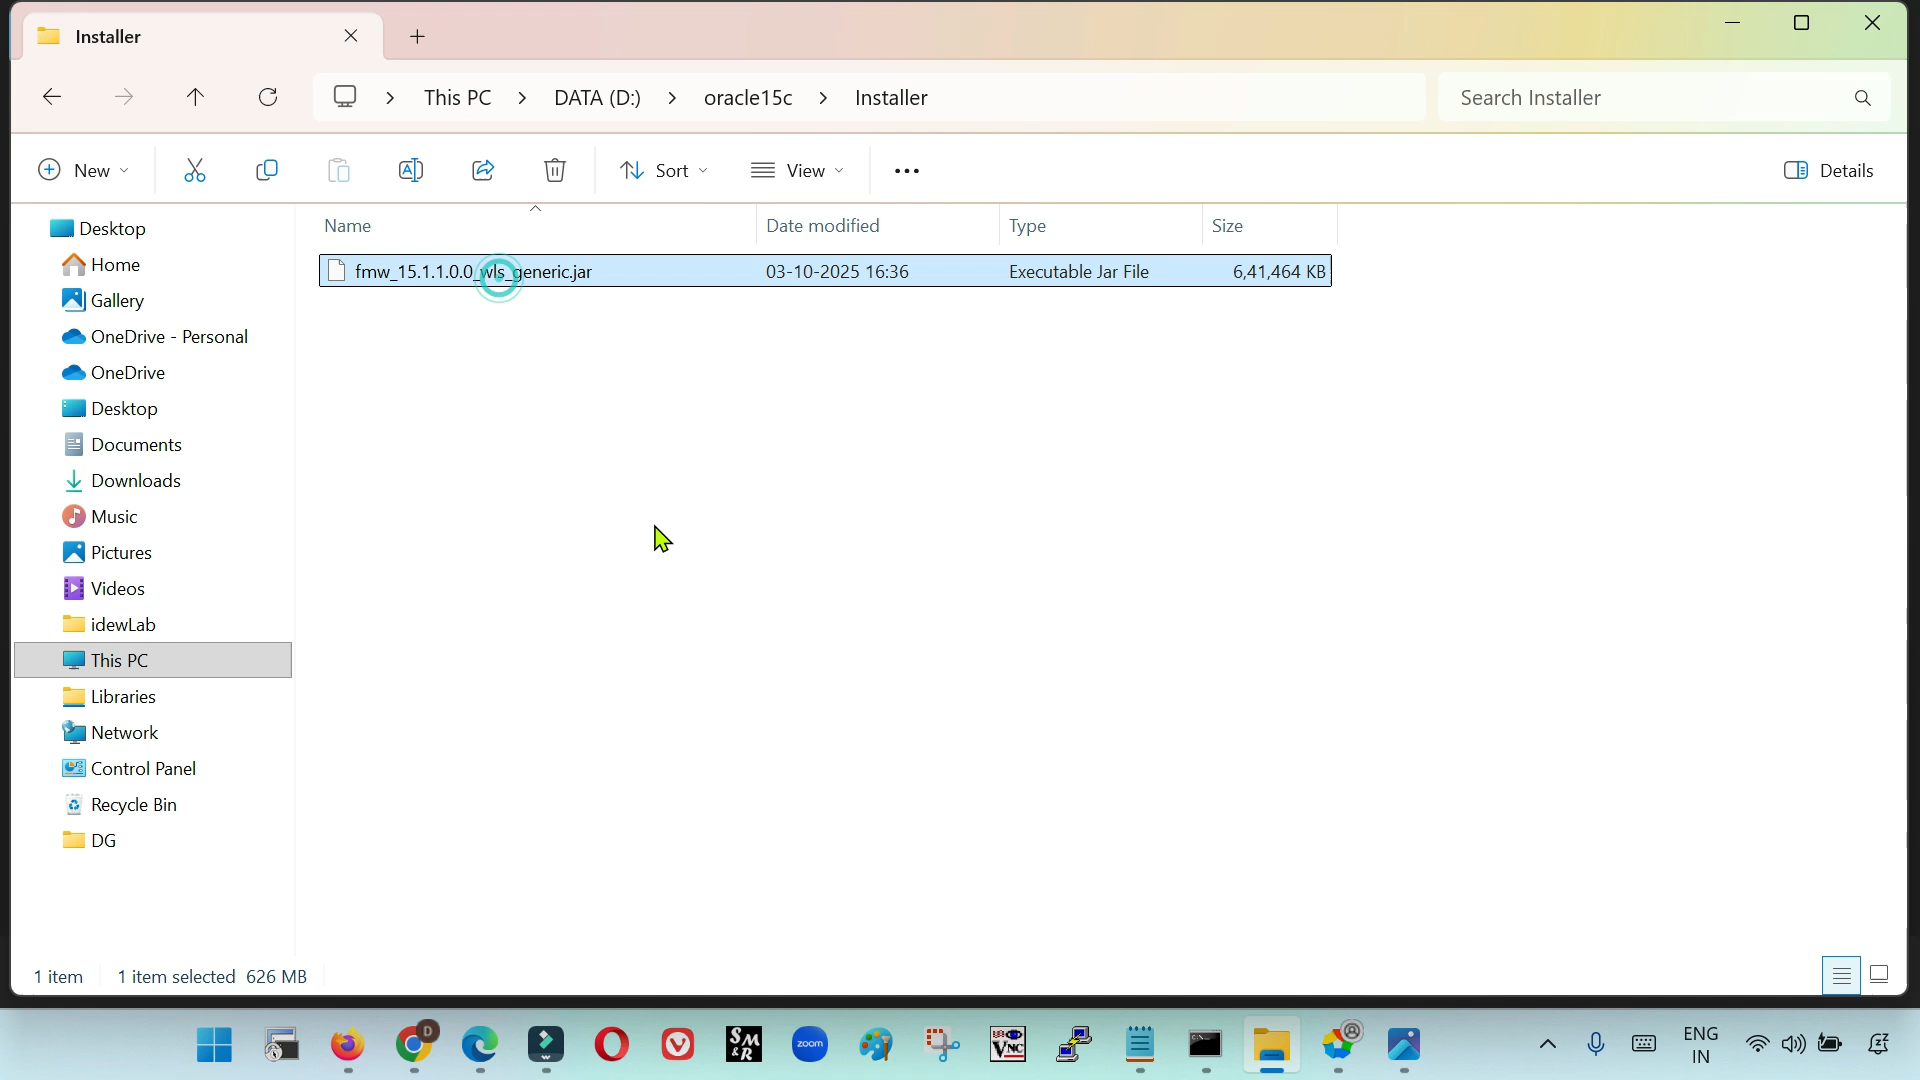 Installer
This PC
DATA (D:)
oracle15c
Installer
Search Installer
New
Sort
View
Details
Name
Date modified
Type
Size
fmw_15.1.1.0.0_wls_generic.jar
03-10-2025 16:36
Executable Jar File
6,41,464 KB
Desktop
Home
Gallery
OneDrive - Personal
OneDrive
Desktop
Documents
Downloads
Music
Pictures
Videos
idewLab
This PC
Libraries
Network
Control Panel
Recycle Bin
DG
1 item
1 item selected 626 MB
D
SM
&R
zoom
VNC
ENG
IN